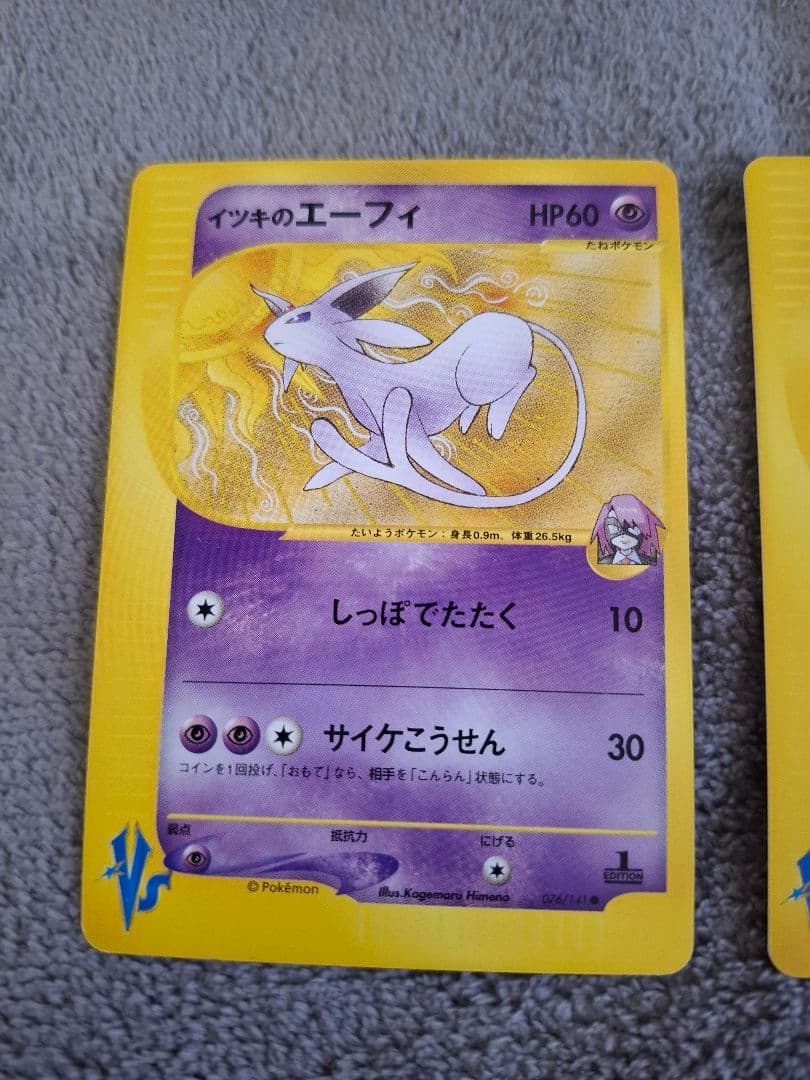 イツキのエーフィ HP60
たねポケモン
たいようポケモン：身長0.9m、体重26.5kg
しっぽでたたく 10
サイケこうせん 30
コインを1回投げ、「おもて」なら、相手を「こんらん」状態にする。
弱点 抵抗力 にげる
1
EDITION
VS
© Pokémon Illus.Kagemaru Himeno 076/141